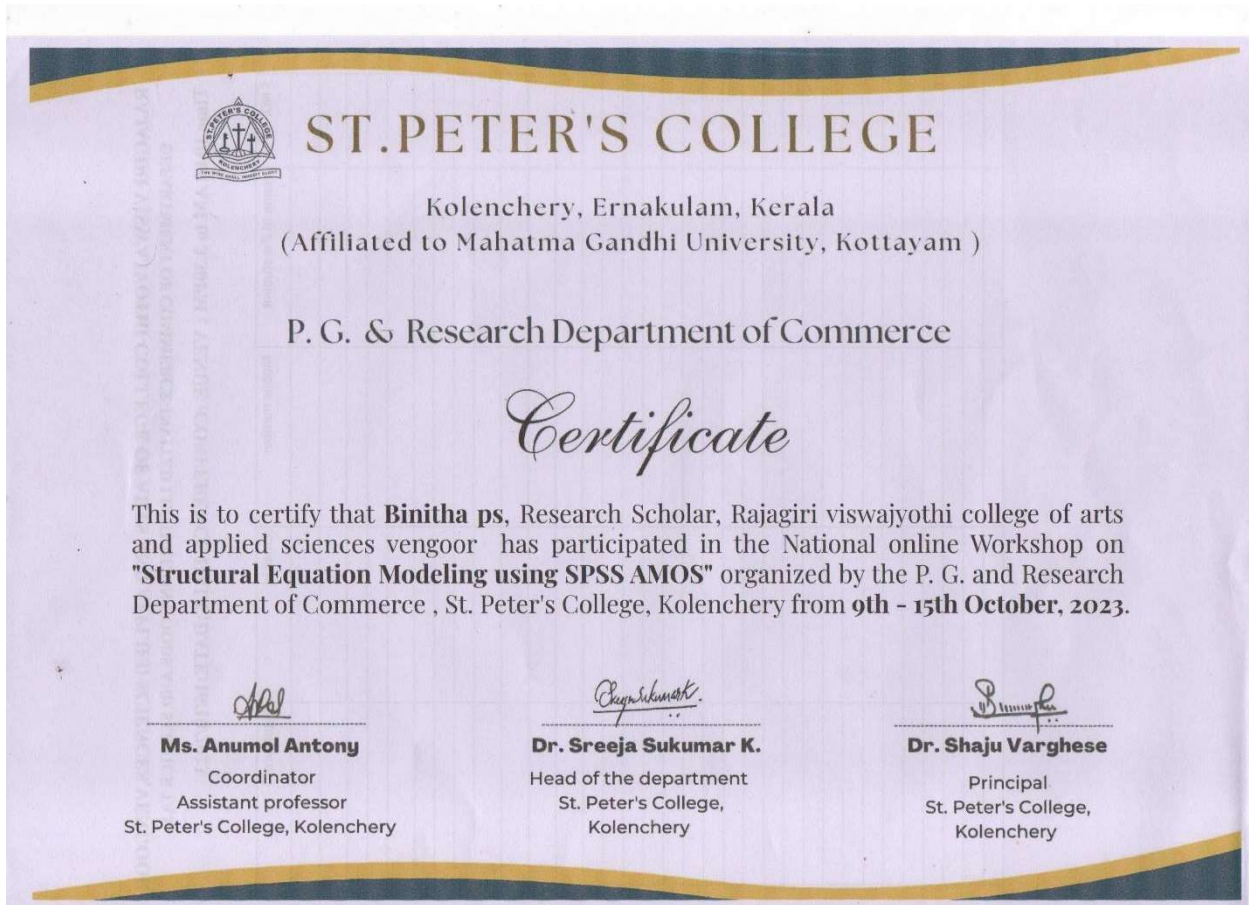 ST.PETER'S COLLEGE
KOLENCHERY
ST.PETER'S COLLEGE
Kolenchery, Ernakulam, Kerala
(Affiliated to Mahatma Gandhi University, Kottayam )
P. G. & Research Department of Commerce
Certificate
This is to certify that Binitha ps, Research Scholar, Rajagiri viswajyothi college of arts
and applied sciences vengoor has participated in the National online Workshop on
"Structural Equation Modeling using SPSS AMOS" organized by the P. G. and Research
Department of Commerce , St. Peter's College, Kolenchery from 9th - 15th October, 2023.
Ms. Anumol Antony
Coordinator
Assistant professor
St. Peter's College, Kolenchery
Dr. Sreeja Sukumar K.
Head of the department
St. Peter's College,
Kolenchery
Dr. Shaju Varghese
Principal
St. Peter's College,
Kolenchery